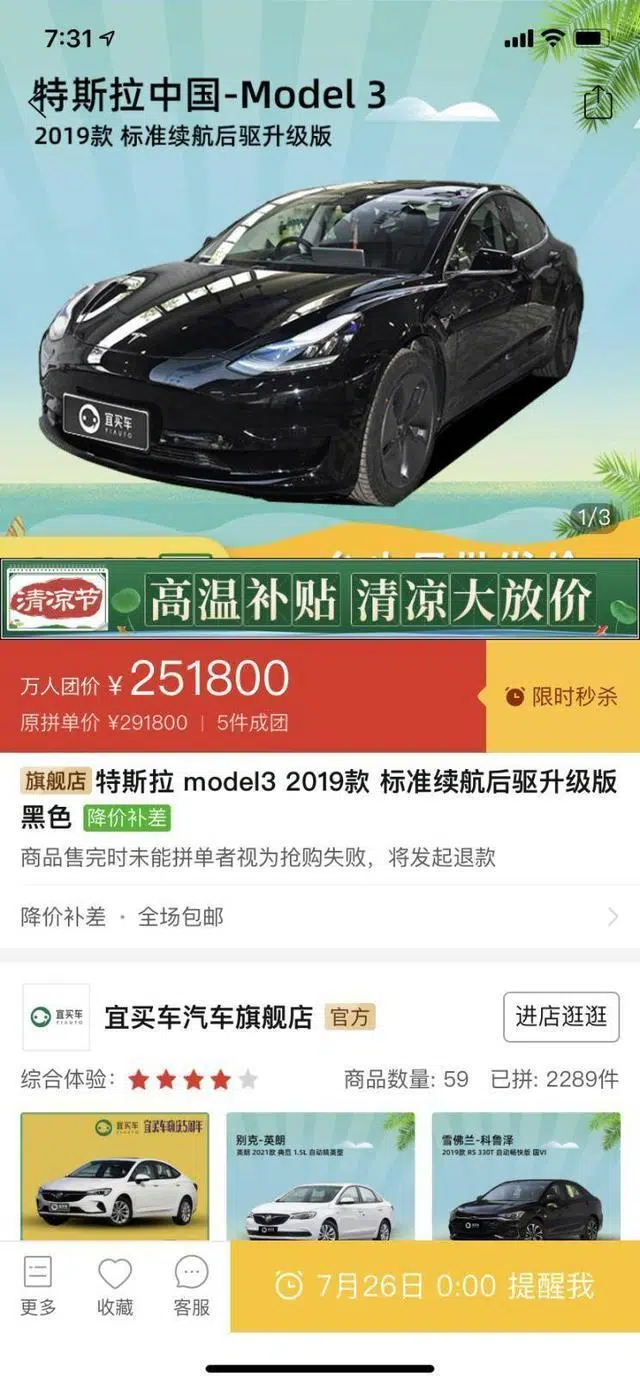 7:31
特斯拉中国-Model 3
2019款 标准续航后驱升级版
宜买车
YIAUTO
1/3
清凉节
高温补贴 清凉大放价
万人团价 ¥251800
限时秒杀
原拼单价 ¥291800 | 5件成团
旗舰店 特斯拉 model3 2019款 标准续航后驱升级版
黑色 降价补差
商品售完时未能拼单者视为抢购失败，将发起退款
降价补差 · 全场包邮
宜买车
YIAUTO
宜买车汽车旗舰店 官方
进店逛逛
综合体验：
商品数量: 59 已拼: 2289件
宜买车
YIAUTO
别克-英朗
英朗 2021款 典范 1.5L 自动精英型
雪佛兰-科鲁泽
2019款 RS 330T 自动畅快版 国VI
更多
收藏
客服
7月26日 0:00 提醒我